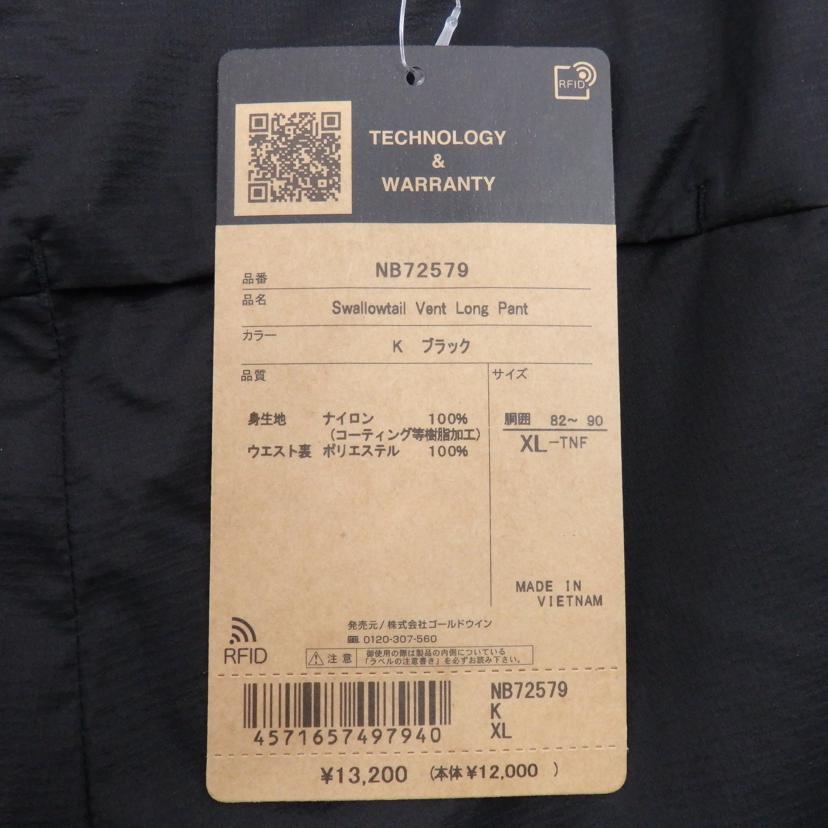 RFID
TECHNOLOGY
&
WARRANTY
品番 NB72579
品名 Swallowtail Vent Long Pant
カラー K ブラック
品質
身生地 ナイロン 100%
(コーティング等樹脂加工)
ウエスト裏 ポリエステル 100%
サイズ
胴囲 82〜 90
XL-TNF
MADE IN
VIETNAM
RFID
発売元/株式会社ゴールドウイン
0120-307-560
注意 御使用の際は製品の内側についている
「ラベルの注意書き」を必ずお読み下さい。
4571657497940
NB72579
K
XL
¥13,200 (本体¥12,000 )